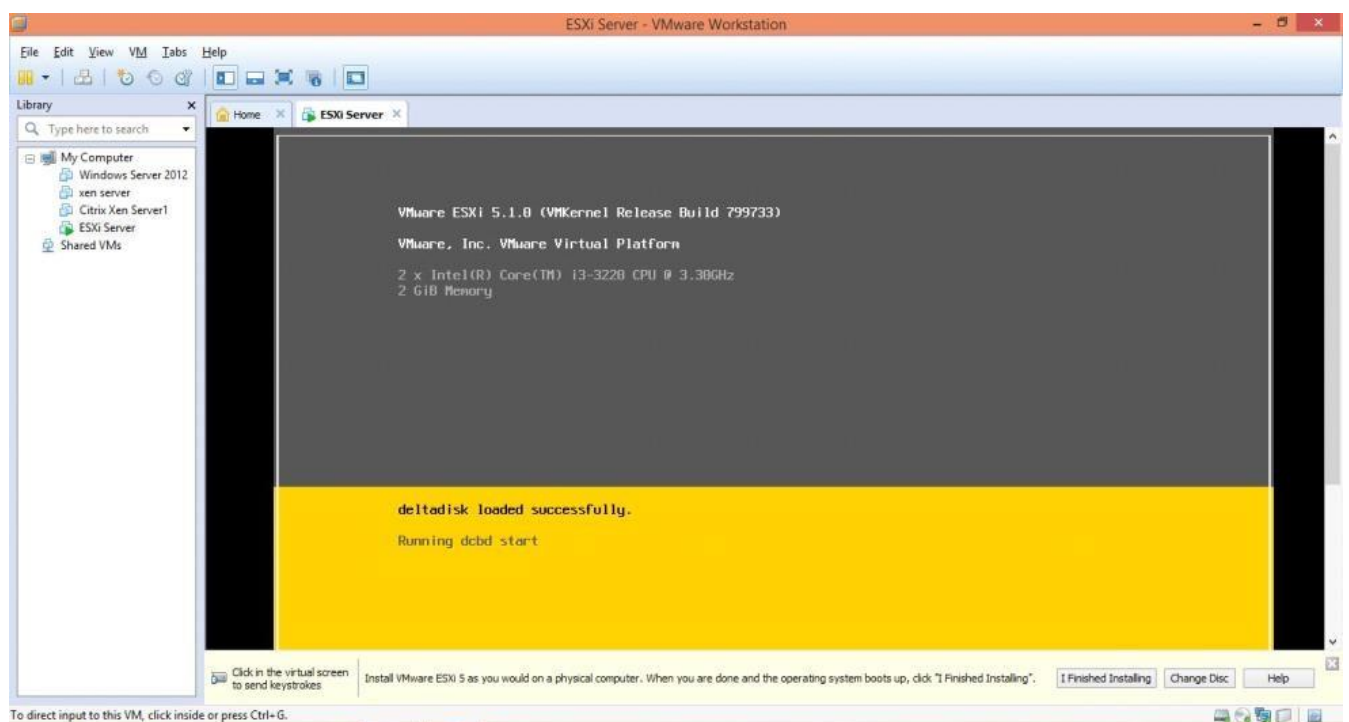 ESXi Server - VMware Workstation
File Edit View VM Tabs Help
Library
Type here to search
My Computer
Windows Server 2012
xen server
Citrix Xen Server1
ESXi Server
Shared VMs
Home
ESXi Server
VMware ESXi 5.1.0 (VMKernel Release Build 799733)
VMware, Inc. VMware Virtual Platform
2 x Intel(R) Core(TM) i3-3220 CPU @ 3.30GHz
2 GiB Memory
deltadisk loaded successfully.
Running dcbd start
Click in the virtual screen
to send keystrokes
Install VMware ESXi 5 as you would on a physical computer. When you are done and the operating system boots up, click "I Finished Installing".
I Finished Installing
Change Disc
Help
To direct input to this VM, click inside or press Ctrl+G.